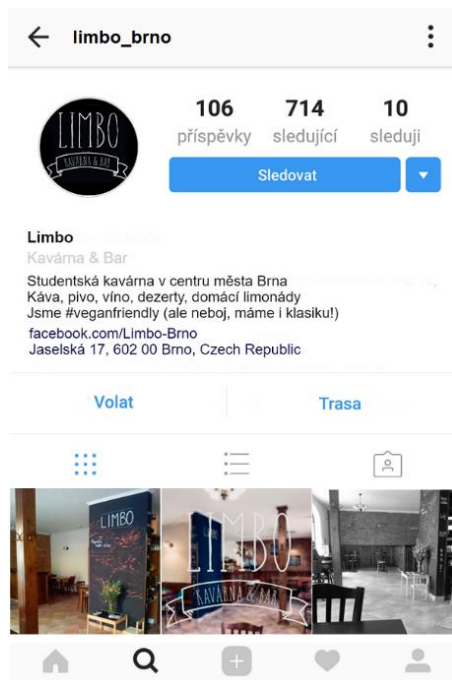 limbo_brno
106 714 10
příspěvky sledující sleduji
LIMBO
KAVÁRNA & BAR
Sledovat
Limbo
Kavárna & Bar
Studentská kavárna v centru města Brna
Káva, pivo, víno, dezerty, domácí limonády
Jsme #veganfriendly (ale neboj, máme i klasiku!)
facebook.com/Limbo-Brno
Jaselská 17, 602 00 Brno, Czech Republic
Volat Trasa
LIMBO
LIMBO
KAVÁRNA & BAR